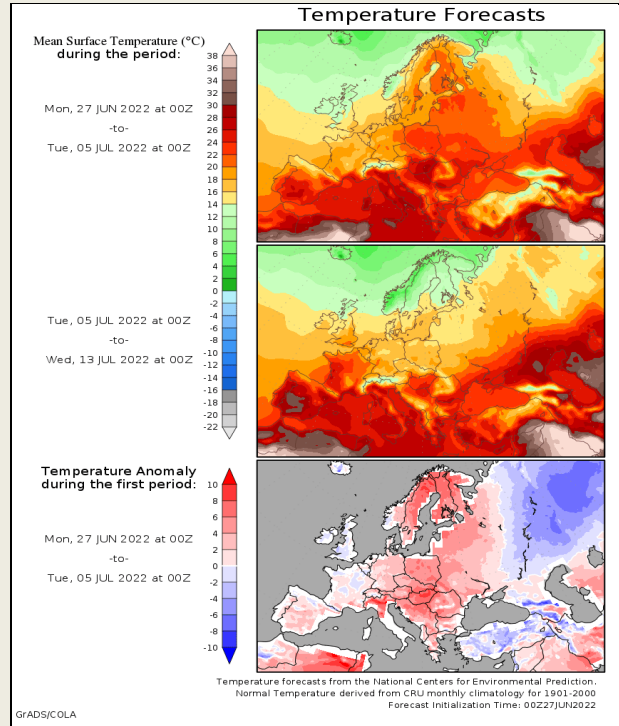 Temperature Forecasts
Mean Surface Temperature (°C)
during the period:
Mon, 27 JUN 2022 at 00Z
-to-
Tue, 05 JUL 2022 at 00Z
38
36
34
32
30
28
26
24
22
20
18
16
14
12
10
8
6
4
2
0
-2
-4
-6
-8
-10
-12
-14
-16
-18
-20
-22
Tue, 05 JUL 2022 at 00Z
-to-
Wed, 13 JUL 2022 at 00Z
Temperature Anomaly
during the first period:
Mon, 27 JUN 2022 at 00Z
-to-
Tue, 05 JUL 2022 at 00Z
10
8
6
4
2
0
-2
-4
-6
-8
-10
Temperature forecasts from the National Centers for Environmental Prediction.
Normal Temperature derived from CRU monthly climatology for 1901-2000
Forecast Initialization Time: 00Z27JUN2022
GrADS/COLA